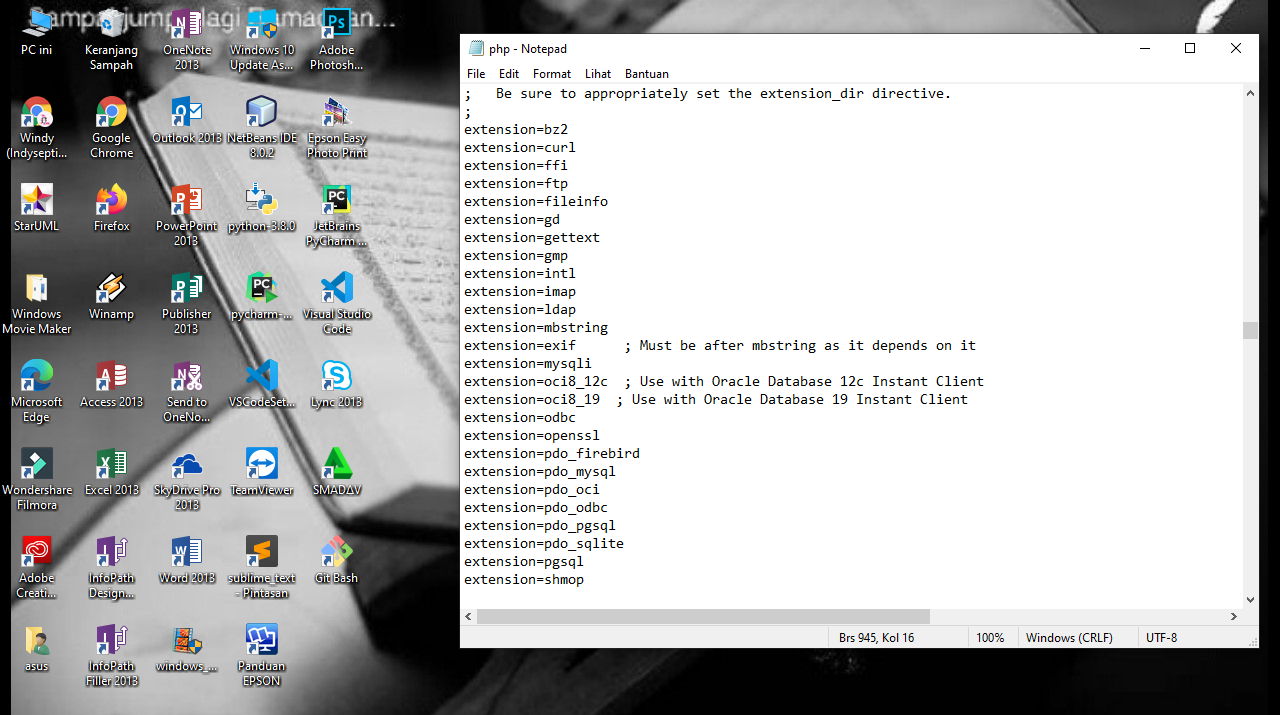 Sampai jumpa lagi Ramadhan...
PC ini
Keranjang
Sampah
OneNote
2013
Windows 10
Update As...
Adobe
Photosh...
Windy
(Indysepti...
Google
Chrome
Outlook 2013
NetBeans IDE
8.0.2
Epson Easy
Photo Print
StarUML
Firefox
PowerPoint
2013
python-3.8.0
JetBrains
PyCharm ...
Windows
Movie Maker
Winamp
Publisher
2013
pycharm-...
Visual Studio
Code
Microsoft
Edge
Access 2013
Send to
OneNo...
VSCodeSet...
Lync 2013
Wondershare
Filmora
Excel 2013
SkyDrive Pro
2013
TeamViewer
SMADΔV
Adobe
Creati...
InfoPath
Design...
Word 2013
sublime_text
- Pintasan
Git Bash
asus
InfoPath
Filler 2013
windows_...
Panduan
EPSON
php - Notepad
File Edit Format Lihat Bantuan
;   Be sure to appropriately set the extension_dir directive.
;
extension=bz2
extension=curl
extension=ffi
extension=ftp
extension=fileinfo
extension=gd
extension=gettext
extension=gmp
extension=intl
extension=imap
extension=ldap
extension=mbstring
extension=exif      ; Must be after mbstring as it depends on it
extension=mysqli
extension=oci8_12c  ; Use with Oracle Database 12c Instant Client
extension=oci8_19  ; Use with Oracle Database 19 Instant Client
extension=odbc
extension=openssl
extension=pdo_firebird
extension=pdo_mysql
extension=pdo_oci
extension=pdo_odbc
extension=pdo_pgsql
extension=pdo_sqlite
extension=pgsql
extension=shmop
Brs 945, Kol 16 100% Windows (CRLF) UTF-8